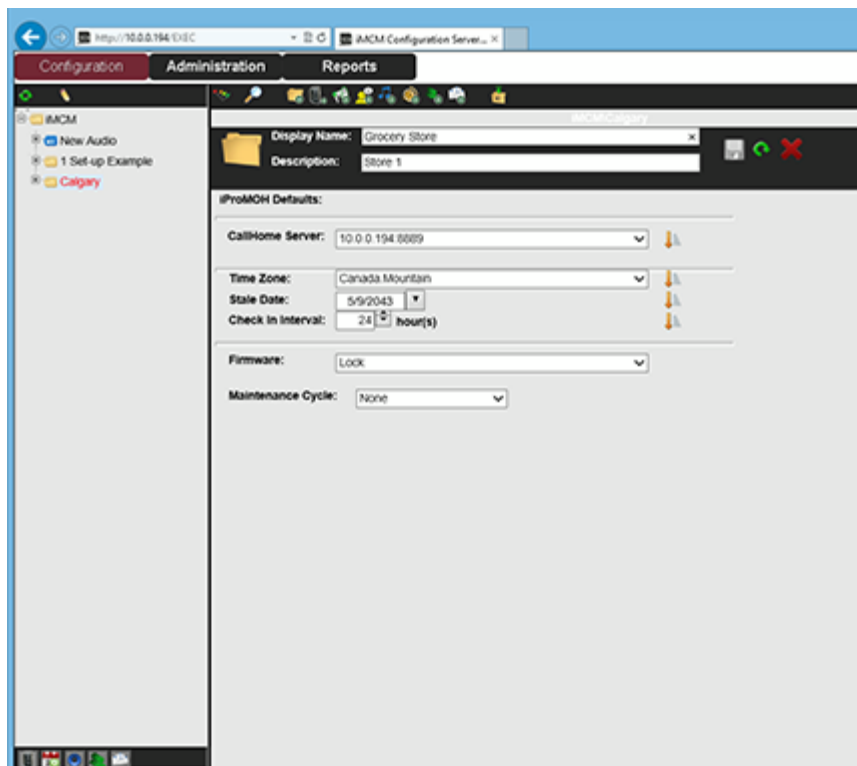 http://10.0.0.194/EXEC
iMCM Configuration Server...
Configuration Administration Reports
iMCM\Calgary
iMCM
New Audio
1 Set-up Example
Calgary
Display Name: Grocery Store
Description: Store 1
iProMOH Defaults:
CallHome Server: 10.0.0.194:8889
Time Zone: Canada Mountain
Stale Date: 5/9/2043
Check In Interval: 24 hour(s)
Firmware: Lock
Maintenance Cycle: None